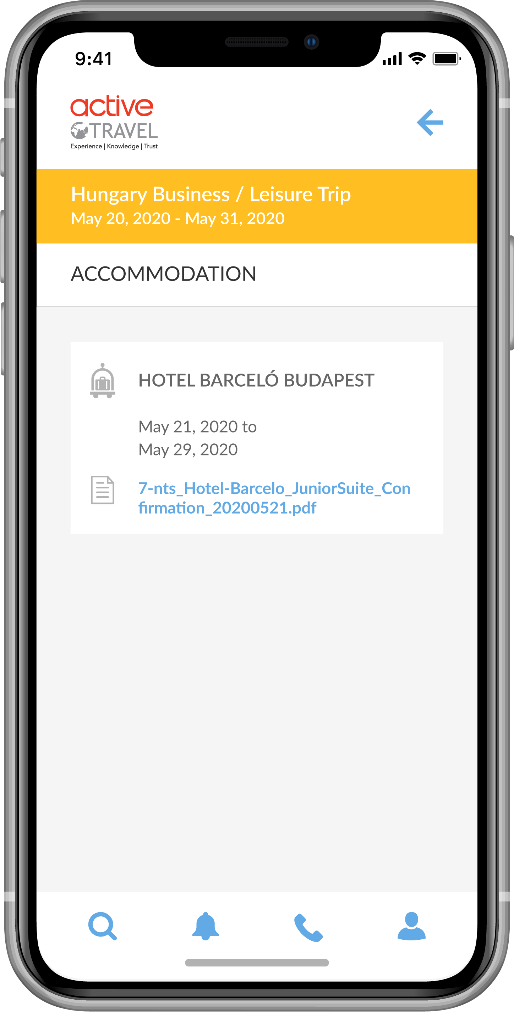 9:41
active
TRAVEL
Experience | Knowledge | Trust
Hungary Business / Leisure Trip
May 20, 2020 - May 31, 2020
ACCOMMODATION
HOTEL BARCELÓ BUDAPEST
May 21, 2020 to
May 29, 2020
7-nts_Hotel-Barcelo_JuniorSuite_Con
firmation_20200521.pdf